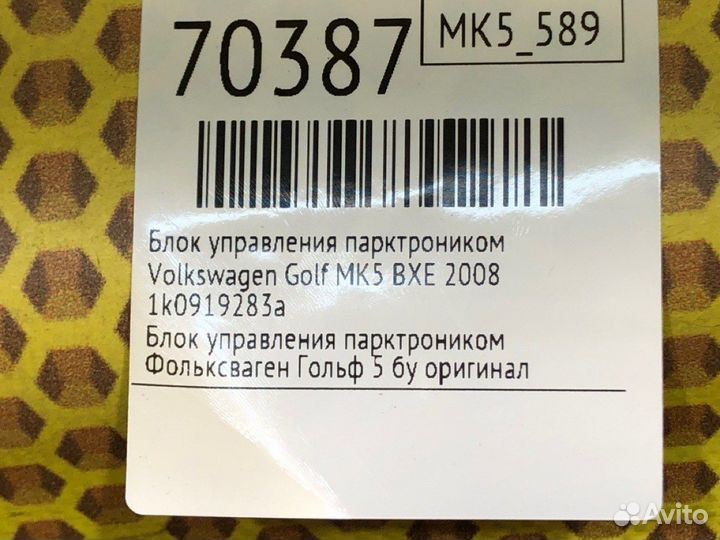 70387
MK5_589
Блок управления парктроником
Volkswagen Golf MK5 BXE 2008
1k0919283a
Блок управления парктроником
Фольксваген Гольф 5 бу оригинал
Avito